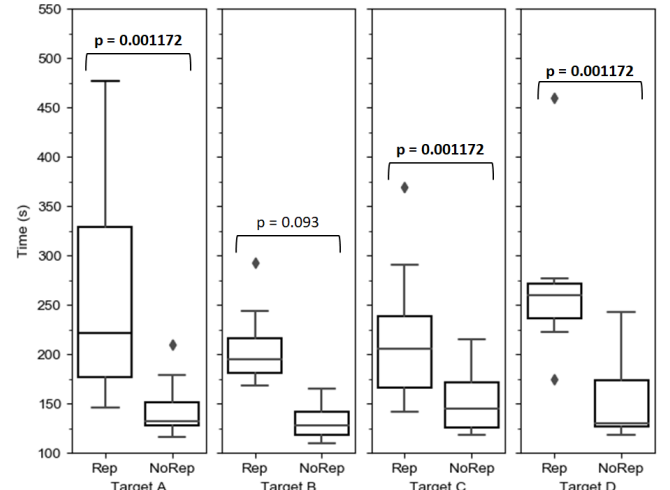 550
500
450
400
350
300
250
200
150
100
Time (s)
p = 0.001172
p = 0.093
p = 0.001172
p = 0.001172
Rep NoRep
Rep NoRep
Rep NoRep
Rep NoRep
Target A
Target B
Target C
Target D